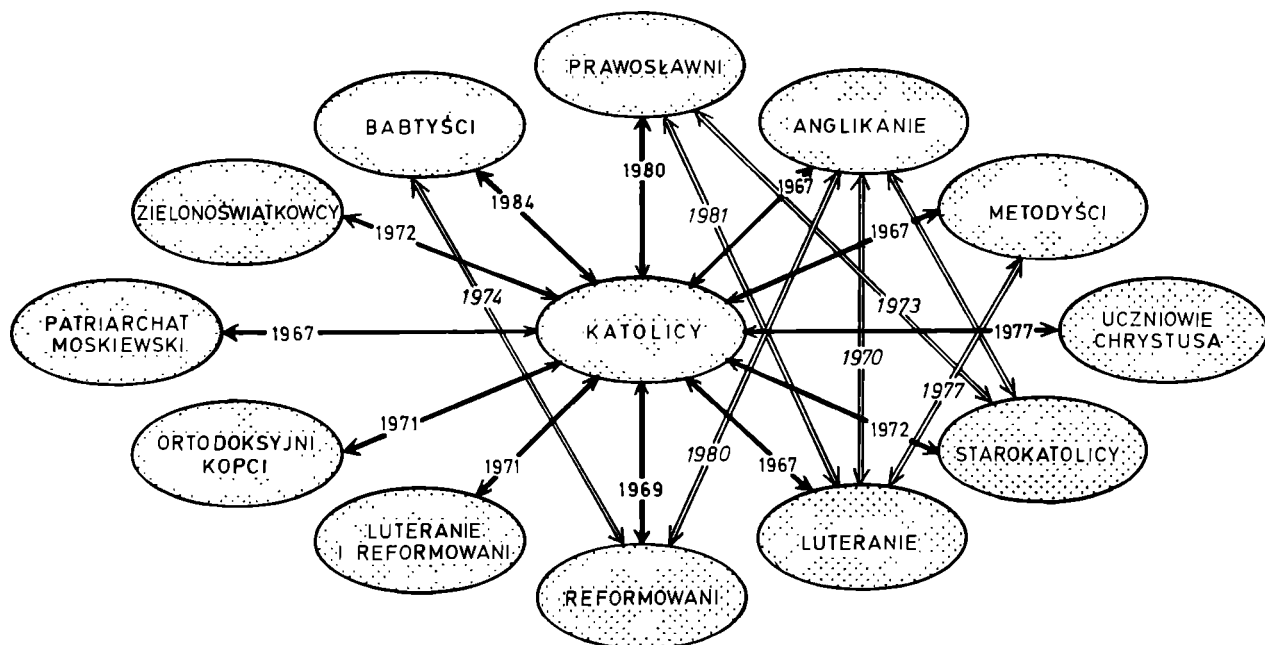 PRAWOSŁAWNI
BABTYŚCI
ANGLIKANIE
1980
1967
1984
ZIELONOŚWIĄTKOWCY
METODYŚCI
1981
1972
1967
1974
1973
PATRIARCHAT
MOSKIEWSKI
1967
KATOLICY
1977
UCZNIOWIE
CHRYSTUSA
1970
1977
1971
1972
ORTODOKSYJNI
KOPCI
1980
STAROKATOLICY
1971
1967
1969
LUTERANIE
I REFORMOWANI
LUTERANIE
REFORMOWANI